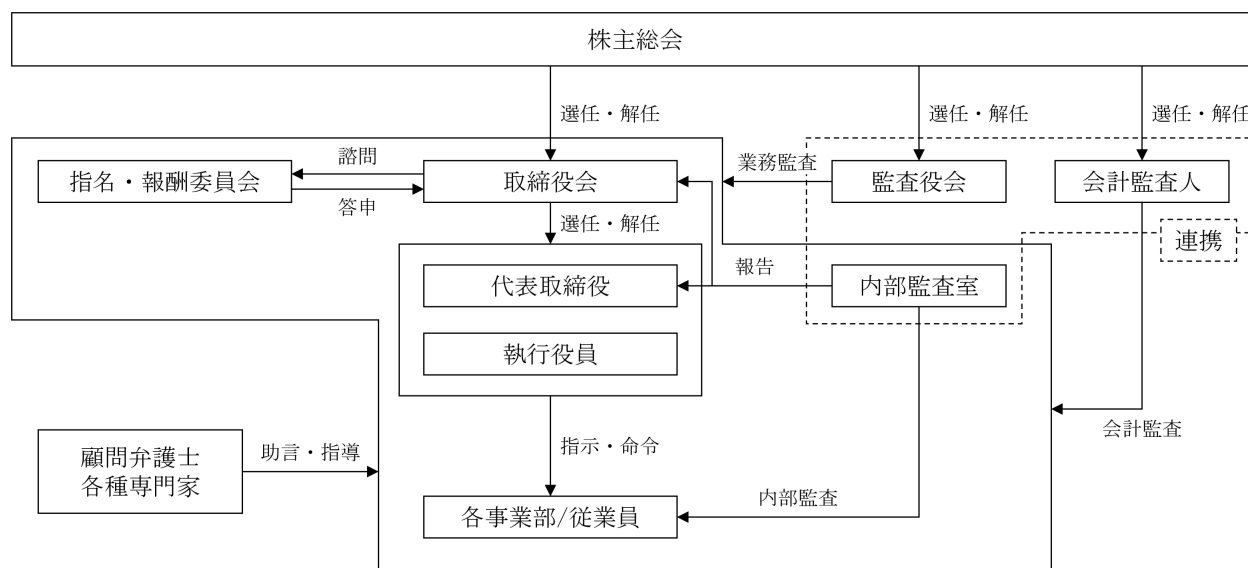 株主総会
選任・解任
選任・解任
選任・解任
諮問
指名・報酬委員会
取締役会
業務監査
監査役会
会計監査人
答申
選任・解任
連携
報告
代表取締役
内部監査室
執行役員
会計監査
顧問弁護士
各種専門家
助言・指導
指示・命令
内部監査
各事業部/従業員